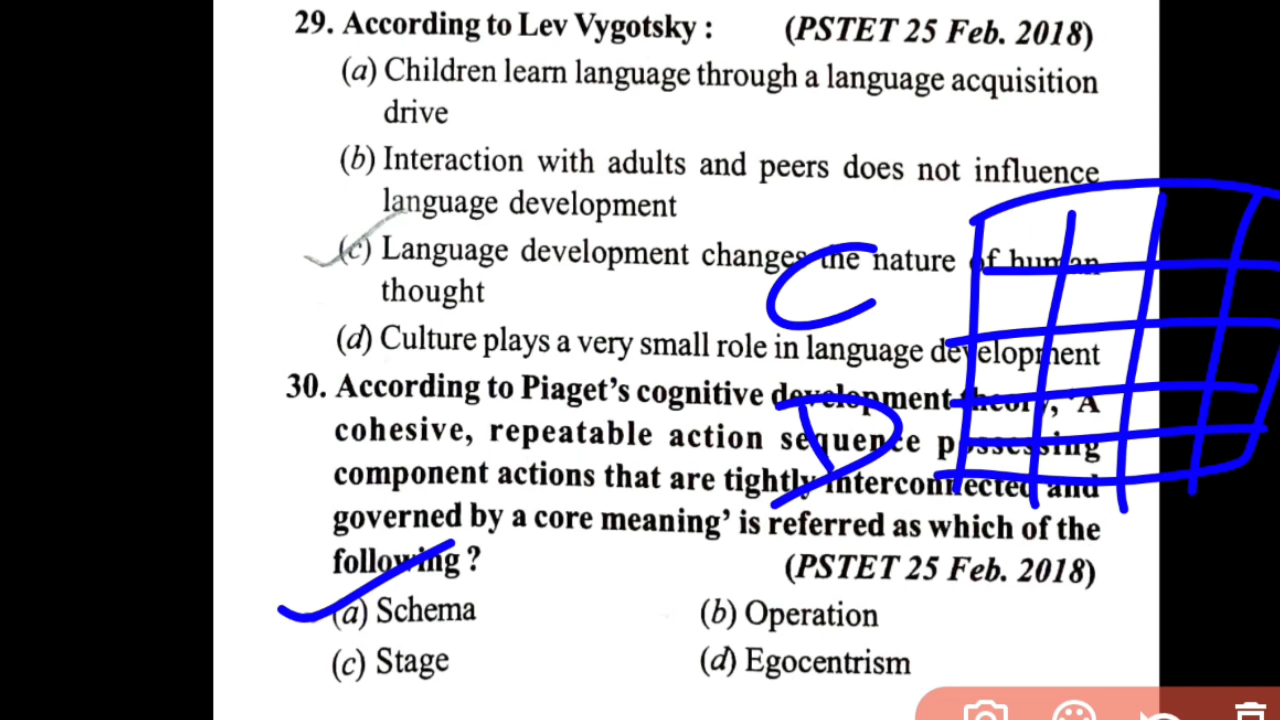 29. According to Lev Vygotsky : (PSTET 25 Feb. 2018)
(a) Children learn language through a language acquisition
drive
(b) Interaction with adults and peers does not influence
language development
(c) Language development changes the nature of human
thought
(d) Culture plays a very small role in language development
30. According to Piaget's cognitive development theory, 'A
cohesive, repeatable action sequence possessing
component actions that are tightly interconnected and
governed by a core meaning' is referred as which of the
following ? (PSTET 25 Feb. 2018)
(a) Schema (b) Operation
(c) Stage (d) Egocentrism
C
D